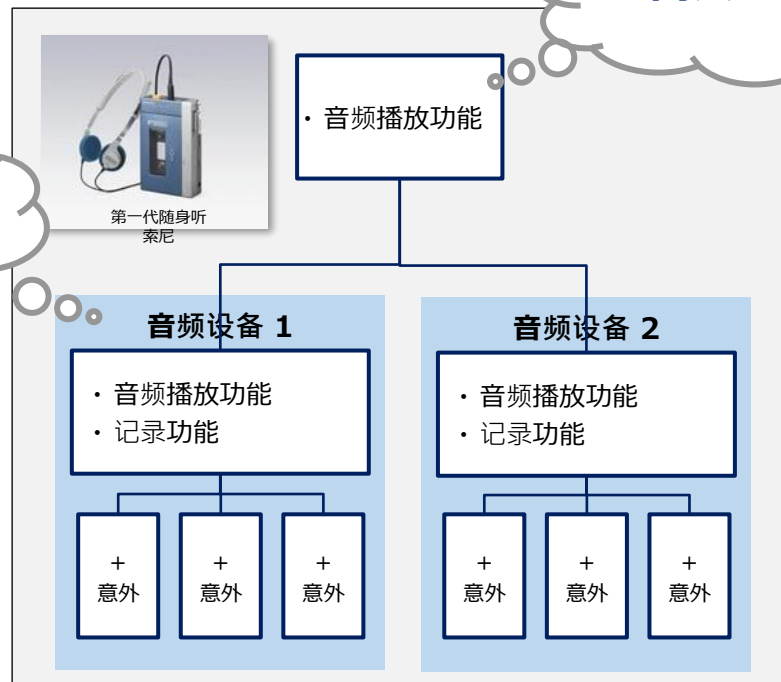 · 音频播放功能
第一代随身听
索尼
音频设备 1
· 音频播放功能
· 记录功能
+
意外
+
意外
+
意外
音频设备 2
· 音频播放功能
· 记录功能
+
意外
+
意外
+
意外